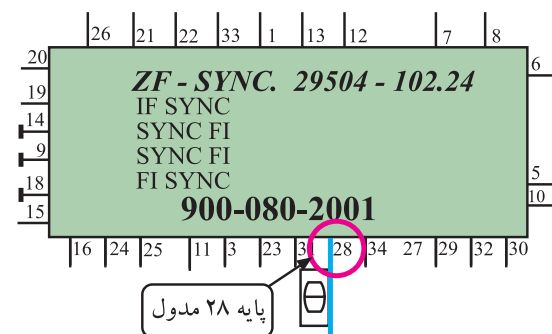 26 21 22 33 1 13 12 7 8
20 6
ZF - SYNC. 29504 - 102.24
19 IF SYNC
14 SYNC FI
9 SYNC FI
18 FI SYNC 5
10
15 900-080-2001
16 24 25 11 3 23 31 28 34 27 29 32 30
پایه ۲۸ مدول